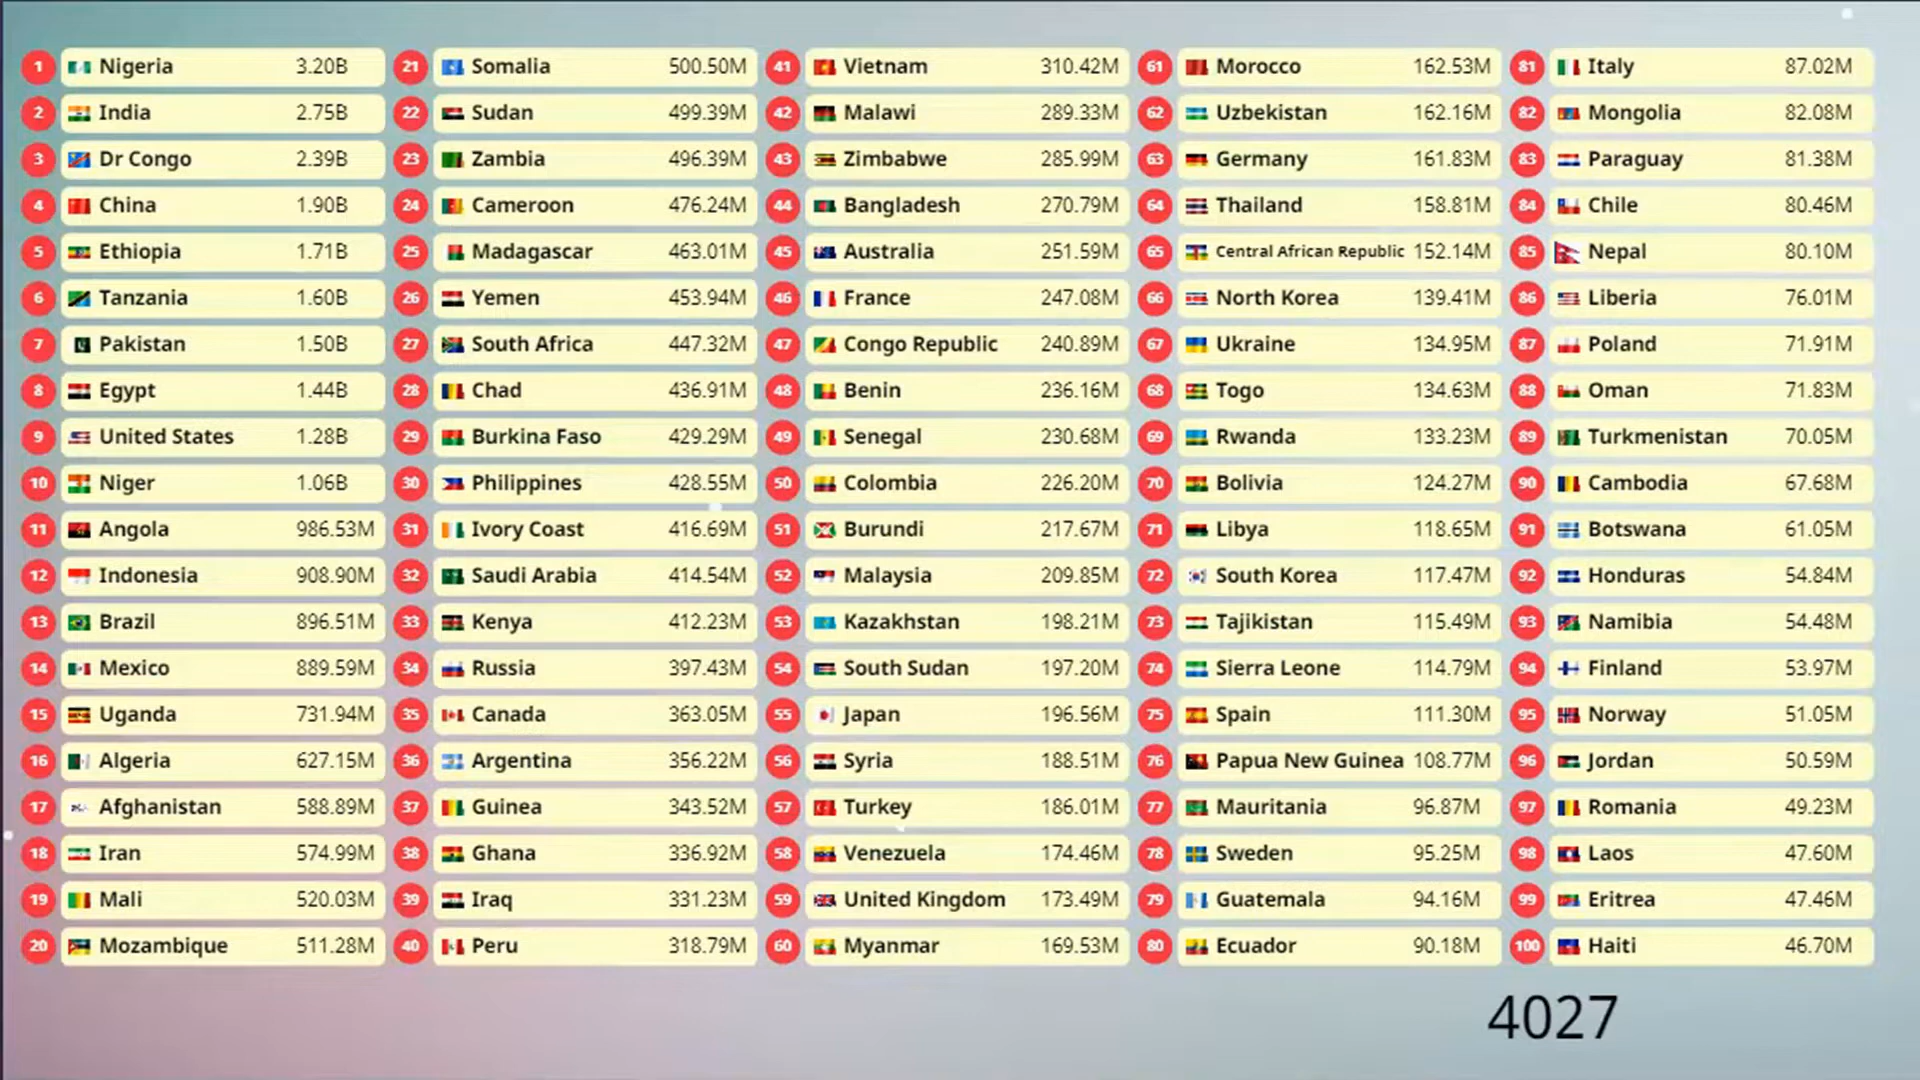 1 Nigeria 3.20B
2 India 2.75B
3 Dr Congo 2.39B
4 China 1.90B
5 Ethiopia 1.71B
6 Tanzania 1.60B
7 Pakistan 1.50B
8 Egypt 1.44B
9 United States 1.28B
10 Niger 1.06B
11 Angola 986.53M
12 Indonesia 908.90M
13 Brazil 896.51M
14 Mexico 889.59M
15 Uganda 731.94M
16 Algeria 627.15M
17 Afghanistan 588.89M
18 Iran 574.99M
19 Mali 520.03M
20 Mozambique 511.28M
21 Somalia 500.50M
22 Sudan 499.39M
23 Zambia 496.39M
24 Cameroon 476.24M
25 Madagascar 463.01M
26 Yemen 453.94M
27 South Africa 447.32M
28 Chad 436.91M
29 Burkina Faso 429.29M
30 Philippines 428.55M
31 Ivory Coast 416.69M
32 Saudi Arabia 414.54M
33 Kenya 412.23M
34 Russia 397.43M
35 Canada 363.05M
36 Argentina 356.22M
37 Guinea 343.52M
38 Ghana 336.92M
39 Iraq 331.23M
40 Peru 318.79M
41 Vietnam 310.42M
42 Malawi 289.33M
43 Zimbabwe 285.99M
44 Bangladesh 270.79M
45 Australia 251.59M
46 France 247.08M
47 Congo Republic 240.89M
48 Benin 236.16M
49 Senegal 230.68M
50 Colombia 226.20M
51 Burundi 217.67M
52 Malaysia 209.85M
53 Kazakhstan 198.21M
54 South Sudan 197.20M
55 Japan 196.56M
56 Syria 188.51M
57 Turkey 186.01M
58 Venezuela 174.46M
59 United Kingdom 173.49M
60 Myanmar 169.53M
61 Morocco 162.53M
62 Uzbekistan 162.16M
63 Germany 161.83M
64 Thailand 158.81M
65 Central African Republic 152.14M
66 North Korea 139.41M
67 Ukraine 134.95M
68 Togo 134.63M
69 Rwanda 133.23M
70 Bolivia 124.27M
71 Libya 118.65M
72 South Korea 117.47M
73 Tajikistan 115.49M
74 Sierra Leone 114.79M
75 Spain 111.30M
76 Papua New Guinea 108.77M
77 Mauritania 96.87M
78 Sweden 95.25M
79 Guatemala 94.16M
80 Ecuador 90.18M
81 Italy 87.02M
82 Mongolia 82.08M
83 Paraguay 81.38M
84 Chile 80.46M
85 Nepal 80.10M
86 Liberia 76.01M
87 Poland 71.91M
88 Oman 71.83M
89 Turkmenistan 70.05M
90 Cambodia 67.68M
91 Botswana 61.05M
92 Honduras 54.84M
93 Namibia 54.48M
94 Finland 53.97M
95 Norway 51.05M
96 Jordan 50.59M
97 Romania 49.23M
98 Laos 47.60M
99 Eritrea 47.46M
100 Haiti 46.70M
4027